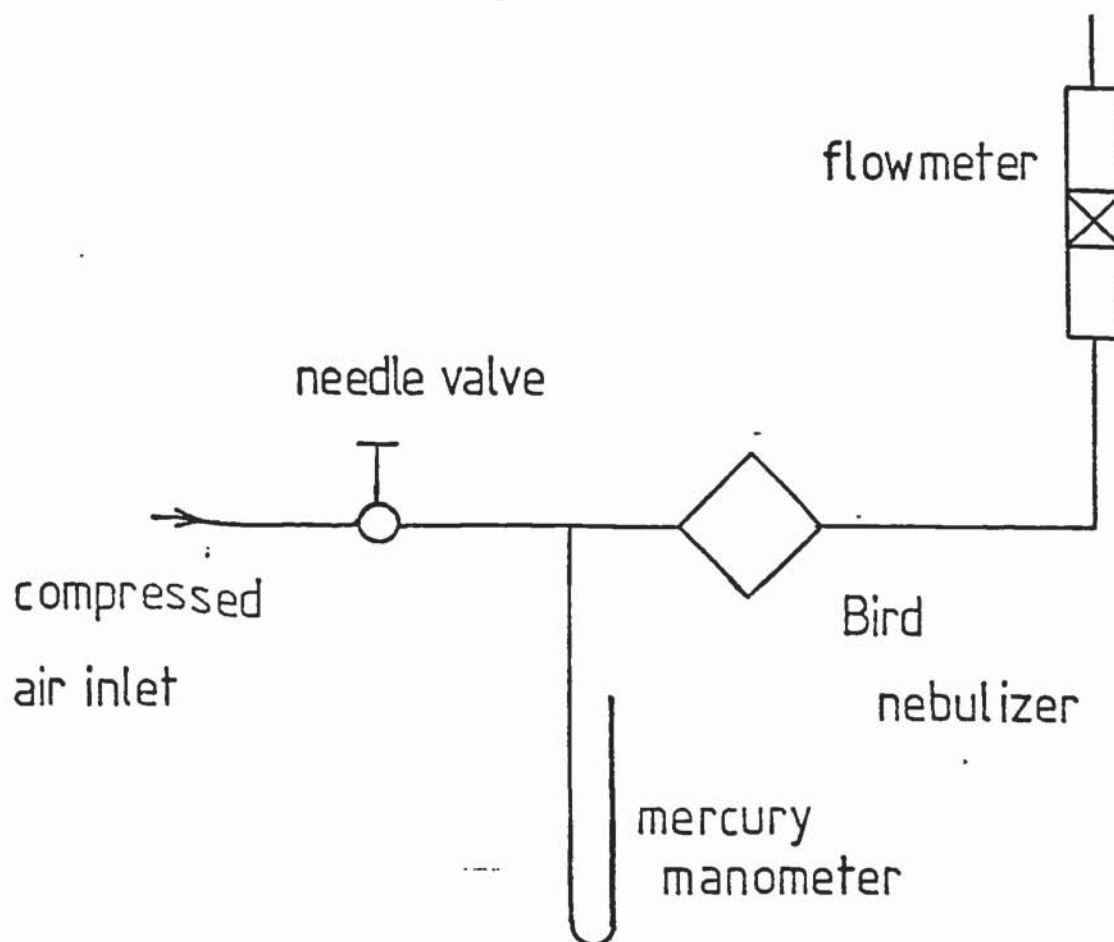 flowmeter
needle valve
compressed
air inlet
Bird
nebulizer
mercury
manometer